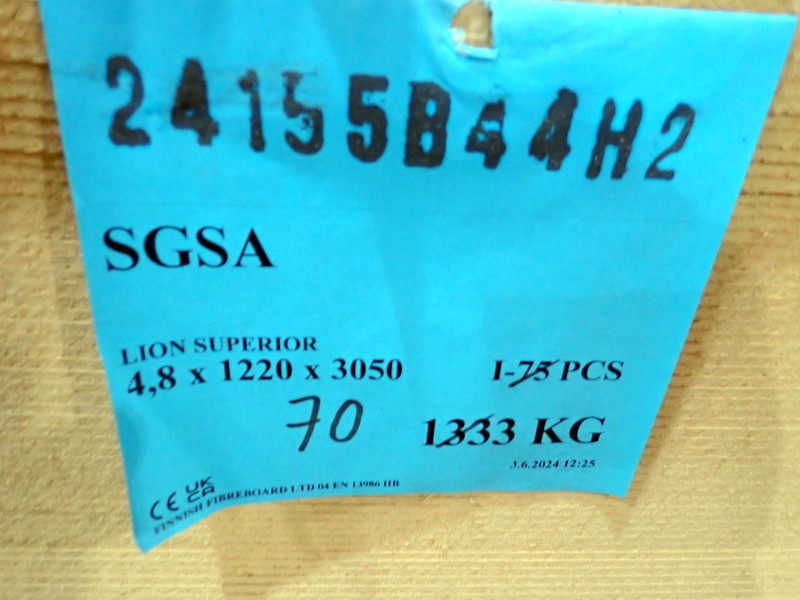 24155B44H2
SGSA
LION SUPERIOR
4,8 x 1220 x 3050 I-75 PCS
70 1333 KG
3.6.2024 12:25
CE UK CA
FINNISH FIBREBOARD LTD 04 EN 13986 HB